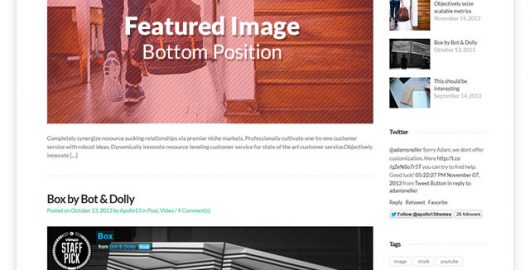 Featured Image
Bottom Position
Completely synergize resource sucking relationships via premier niche markets. Professionally cultivate one-to-one customer
service with robust ideas. Dynamically innovate resource-leveling customer service for state of the art customer service.Objectively
innovate [...]
Box by Bot & Dolly
Posted on October 13, 2013 by Apollo13 in Post, Video / 4 Comment(s)
vimeo
STAFF
PICK
Box
from Bot & Dolly
Objectively seize
scalable metrics
November 14, 2013
Box by Bot & Dolly
October 13, 2013
This should be
interesting
September 14, 2013
Twitter
@adamsneller Sorry Adam, we dont offer
customization. Here http://t.co
you can try to find help.
Good luck! 05:22:27 PM November 07,
2013 from Tweet Button in reply to
adamsneller
Reply Retweet Favorite
Follow @apollo13themes 26 followers
Tags
image stock youtube